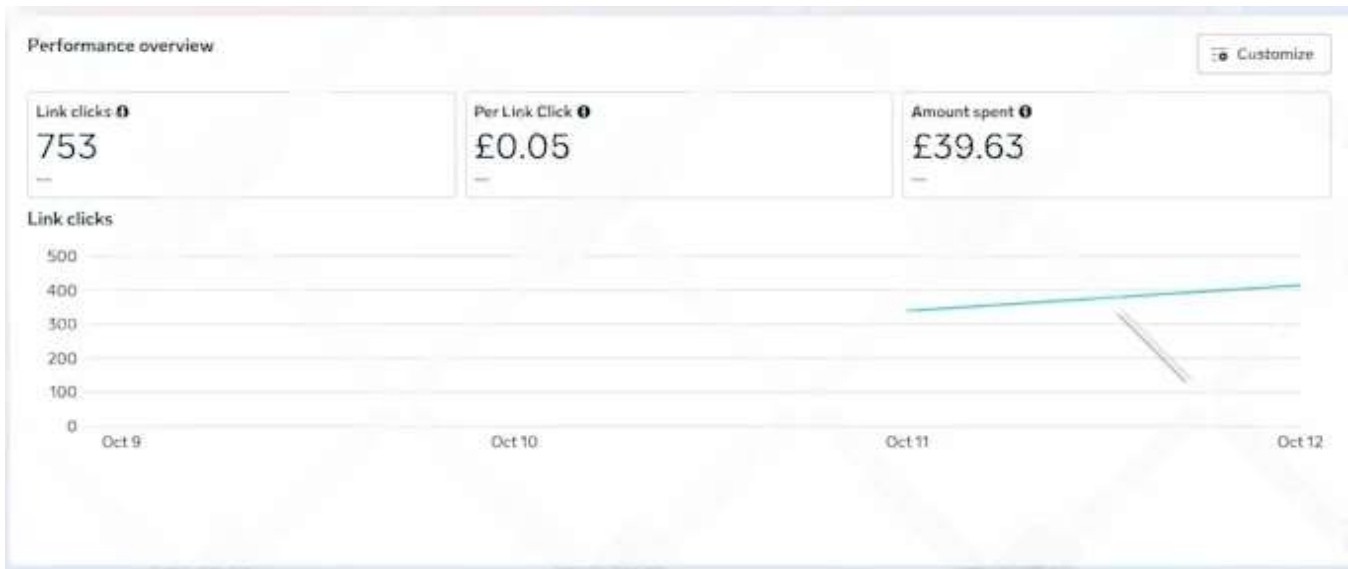 Performance overview
Customize
Link clicks
753
Per Link Click
£0.05
Amount spent
£39.63
Link clicks
500
400
300
200
100
0
Oct 9
Oct 10
Oct 11
Oct 12